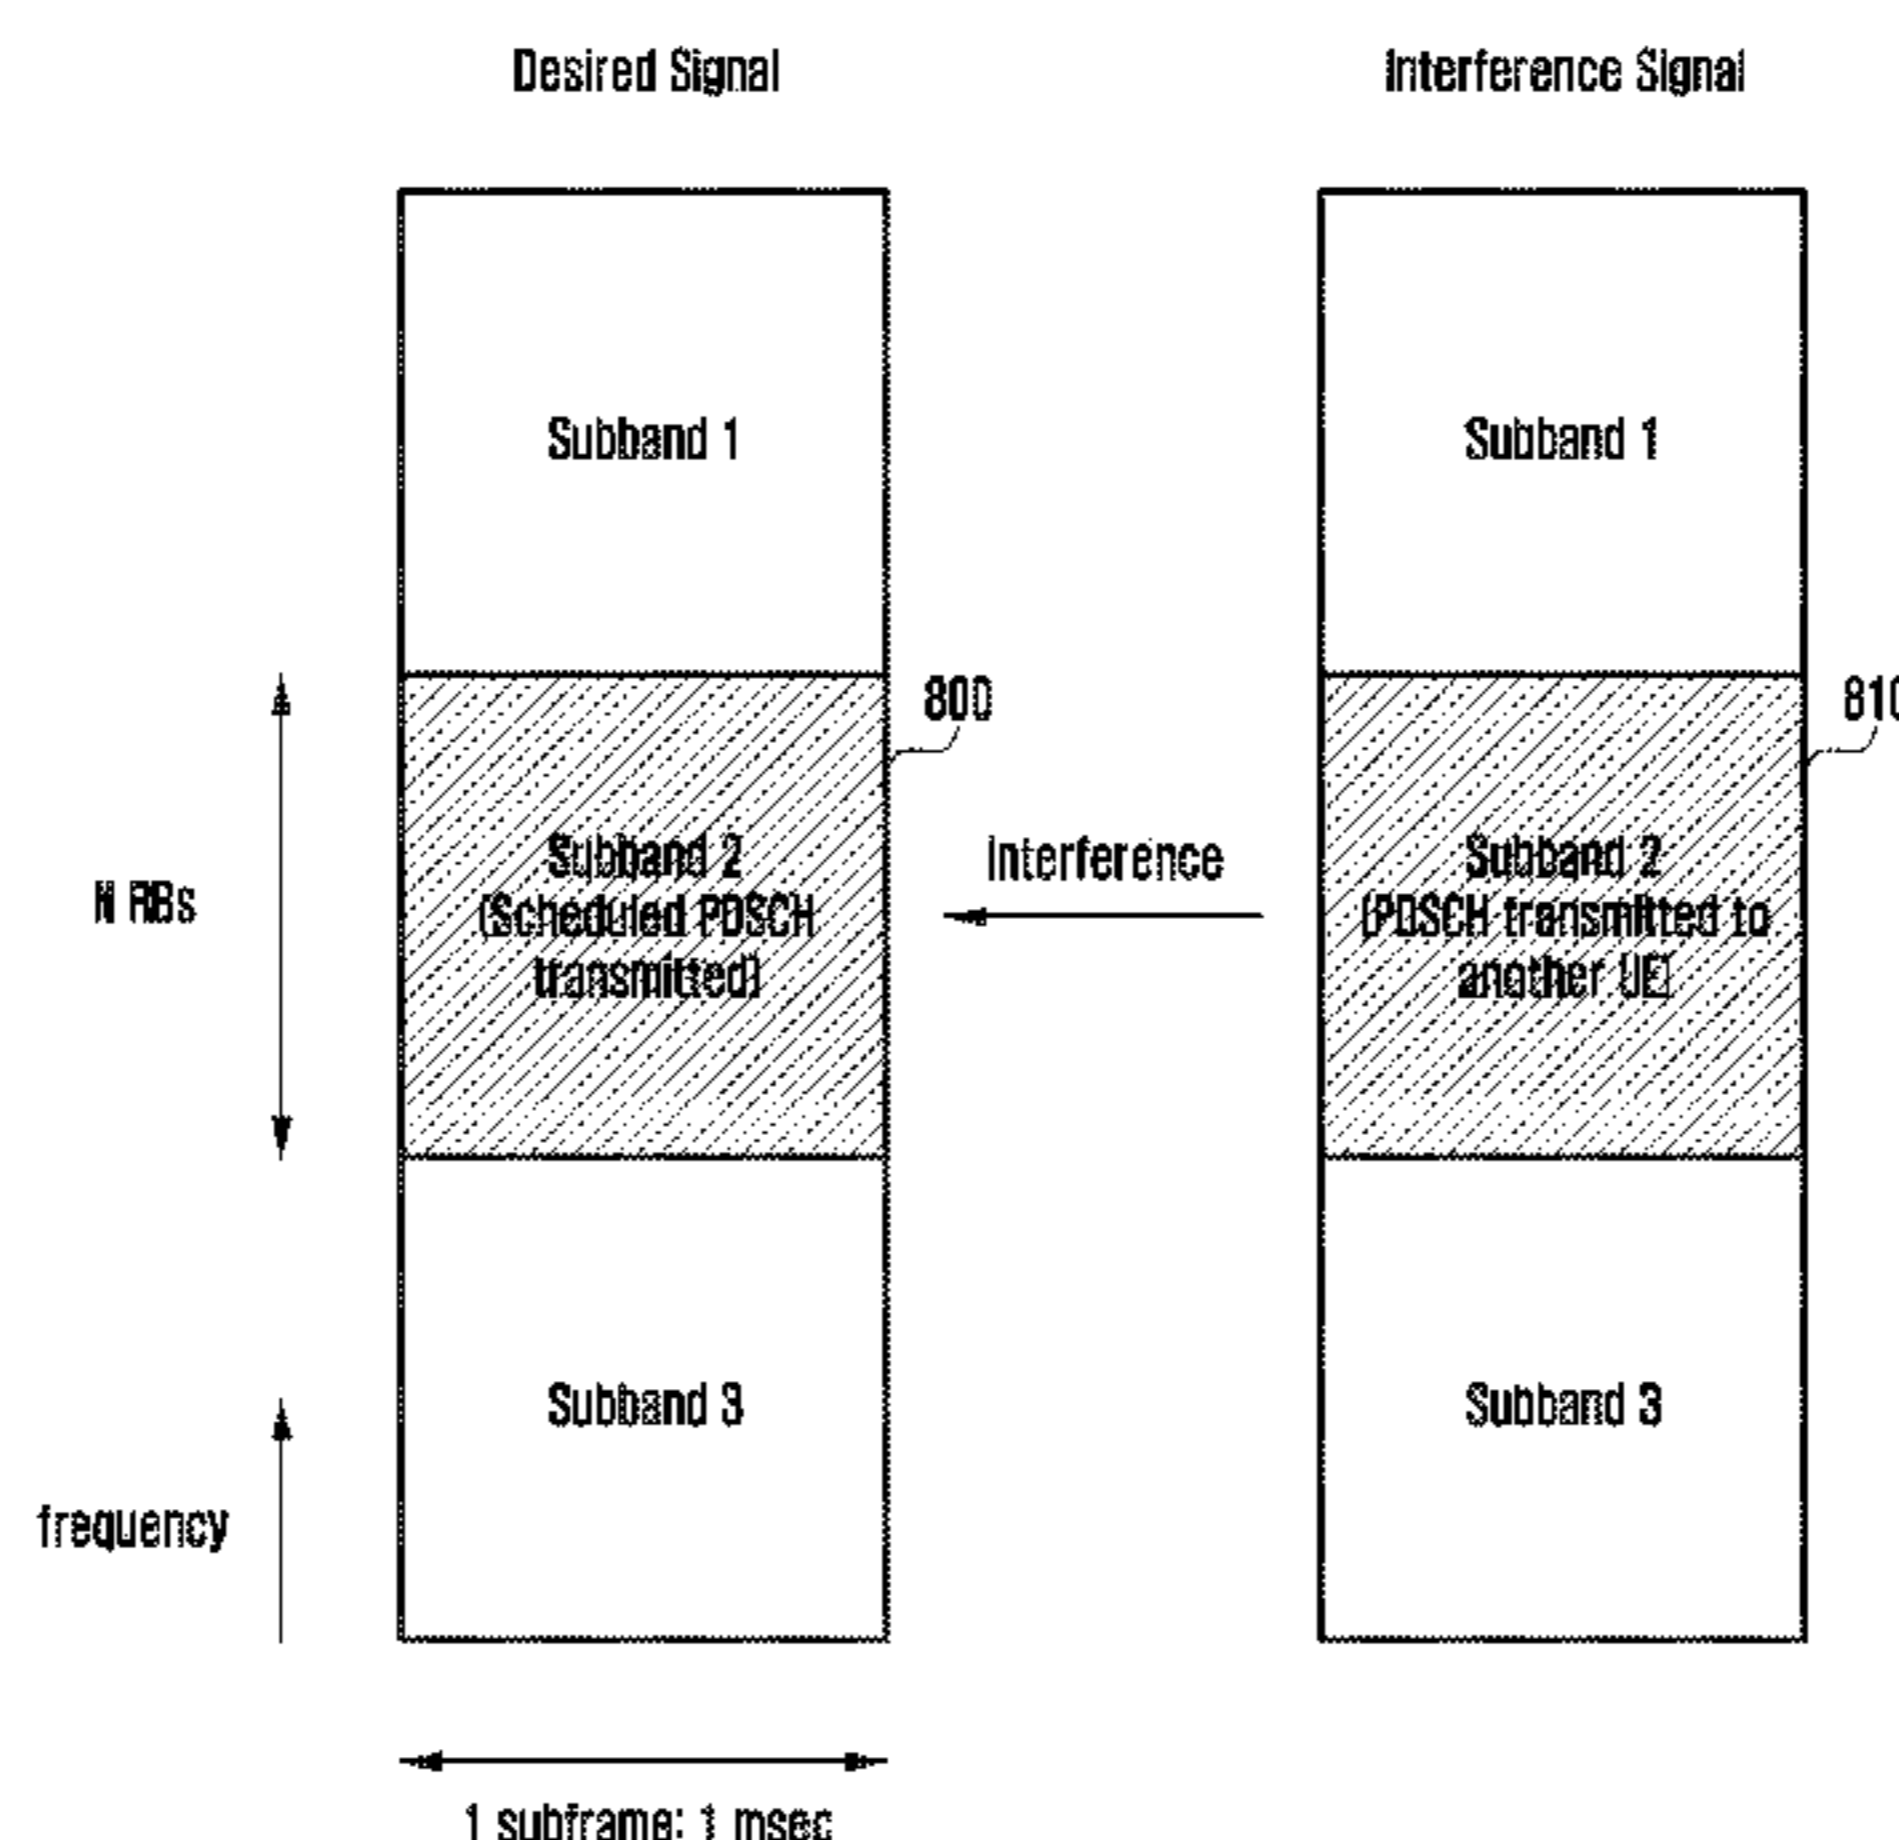 Desired Signal
Interference Signal
Subband 1
Subband 1
800
810
Subband 2
(Scheduled PDSCH
transmitted)
Interference
Subband 2
(PDSCH transmitted to
another UE)
N RBs
Subband 3
Subband 3
frequency
1 subframe: 1 msec